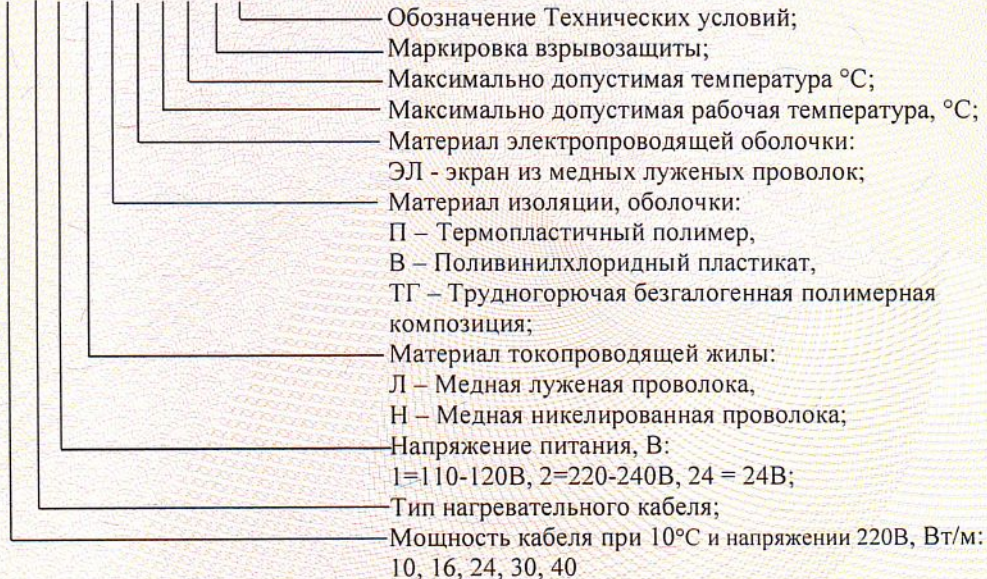 Обозначение Технических условий;
Маркировка взрывозащиты;
Максимально допустимая температура °C;
Максимально допустимая рабочая температура, °C;
Материал электропроводящей оболочки:
ЭЛ - экран из медных луженых проволок;
Материал изоляции, оболочки:
П – Термопластичный полимер,
В – Поливинилхлоридный пластикат,
ТГ – Трудногорючая безгалогенная полимерная
композиция;
Материал токопроводящей жилы:
Л – Медная луженая проволока,
Н – Медная никелированная проволока;
Напряжение питания, В:
1=110-120В, 2=220-240В, 24 = 24В;
Тип нагревательного кабеля;
Мощность кабеля при 10°C и напряжении 220В, Вт/м:
10, 16, 24, 30, 40